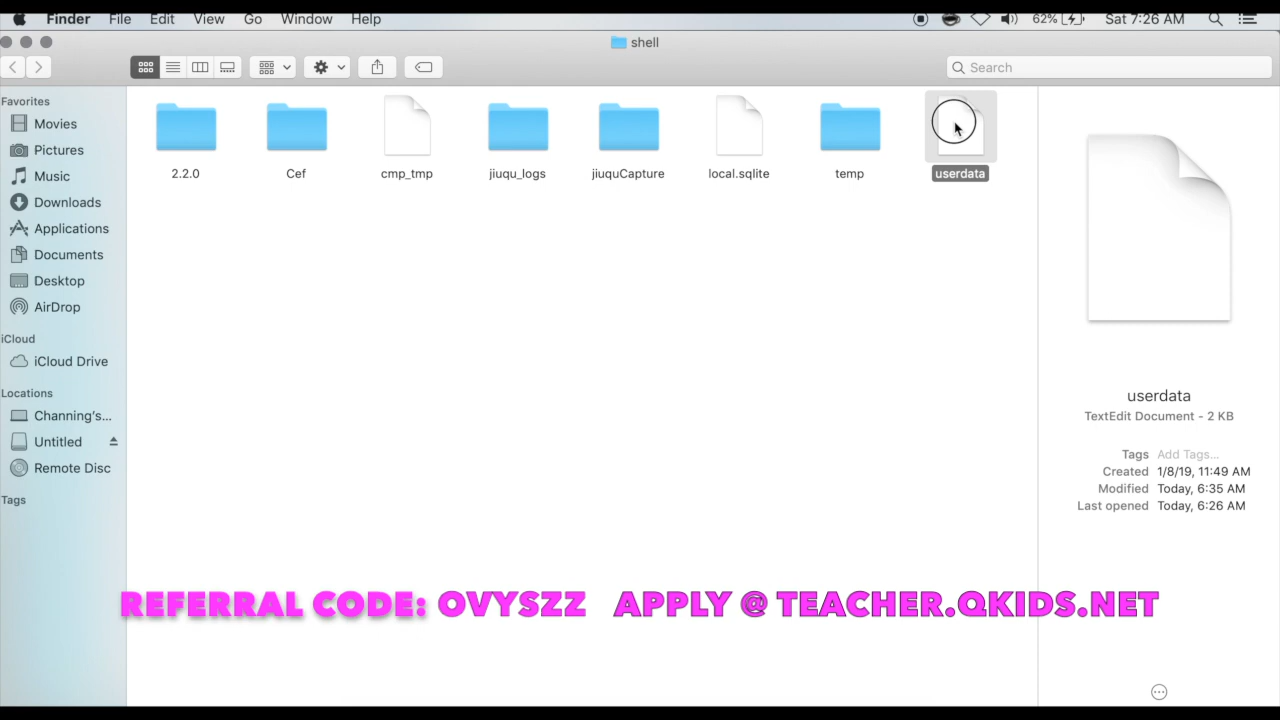 Finder File Edit View Go Window Help 62% Sat 7:26 AM
shell
Search
Favorites
Movies
Pictures
Music
Downloads
Applications
Documents
Desktop
AirDrop
iCloud
iCloud Drive
Locations
Channing's...
Untitled
Remote Disc
Tags
2.2.0 Cef cmp_tmp jiuqu_logs jiuquCapture local.sqlite temp userdata
userdata
TextEdit Document - 2 KB
Tags Add Tags...
Created 1/8/19, 11:49 AM
Modified Today, 6:35 AM
Last opened Today, 6:26 AM
REFERRAL CODE: OVYSZZ APPLY @ TEACHER.QKIDS.NET